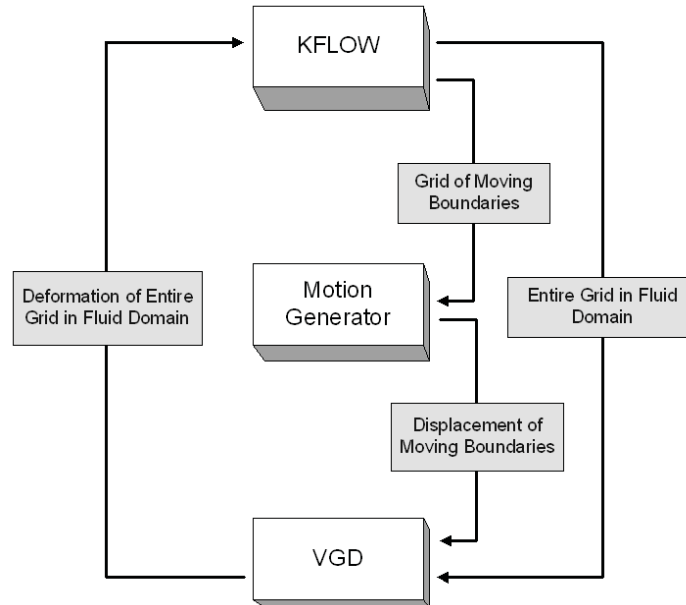 KFLOW
Grid of Moving
Boundaries
Deformation of Entire
Grid in Fluid Domain
Motion
Generator
Entire Grid in Fluid
Domain
Displacement of
Moving Boundaries
VGD